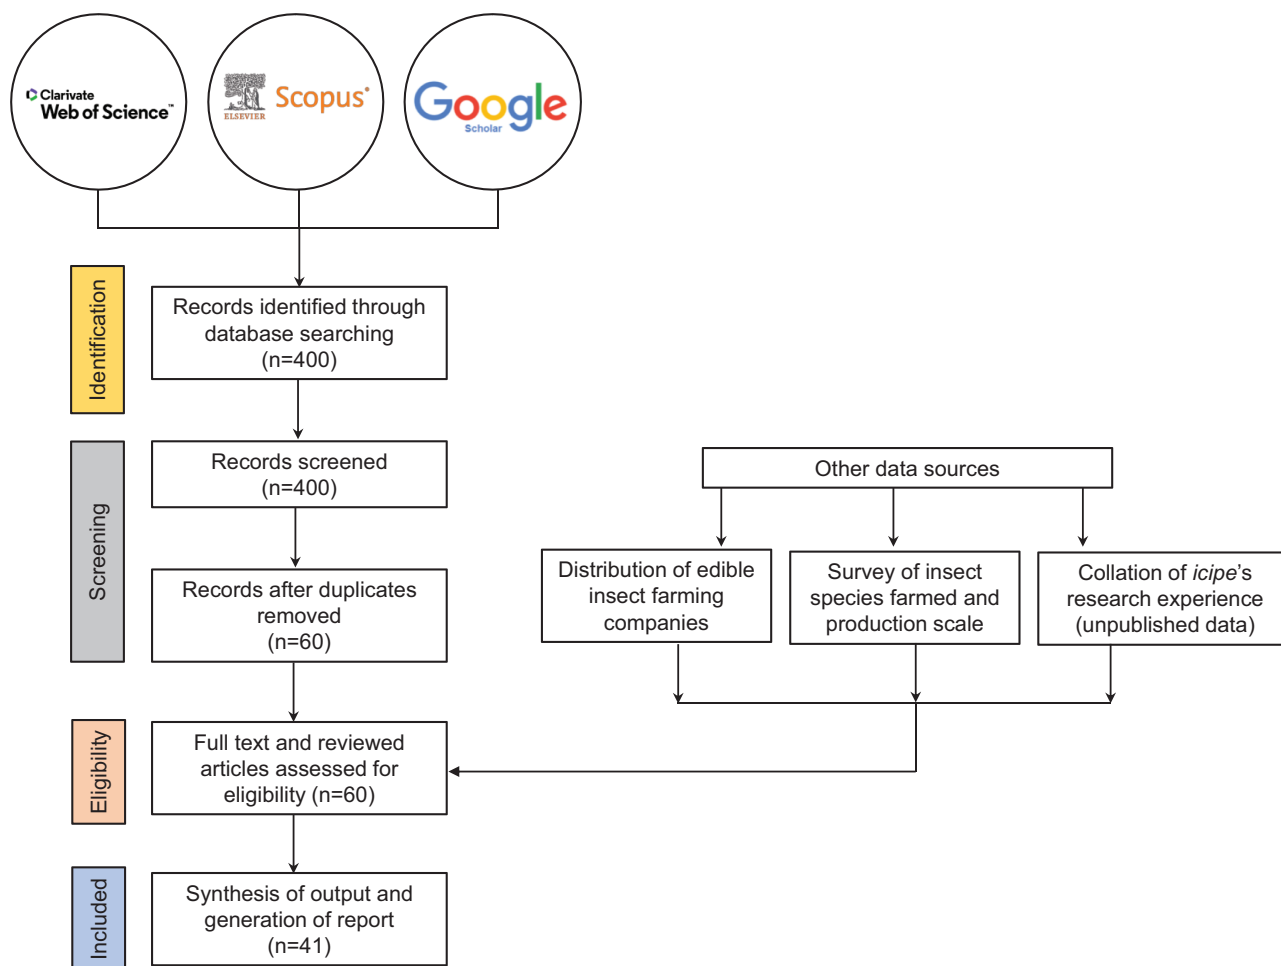 Clarivate
Web of Science™
ELSEVIER
Scopus®
Google
Scholar
Identification
Records identified through
database searching
(n=400)
Screening
Records screened
(n=400)
Records after duplicates
removed
(n=60)
Other data sources
Distribution of edible
insect farming
companies
Survey of insect
species farmed and
production scale
Collation of icipe's
research experience
(unpublished data)
Eligibility
Full text and reviewed
articles assessed for
eligibility (n=60)
Included
Synthesis of output and
generation of report
(n=41)